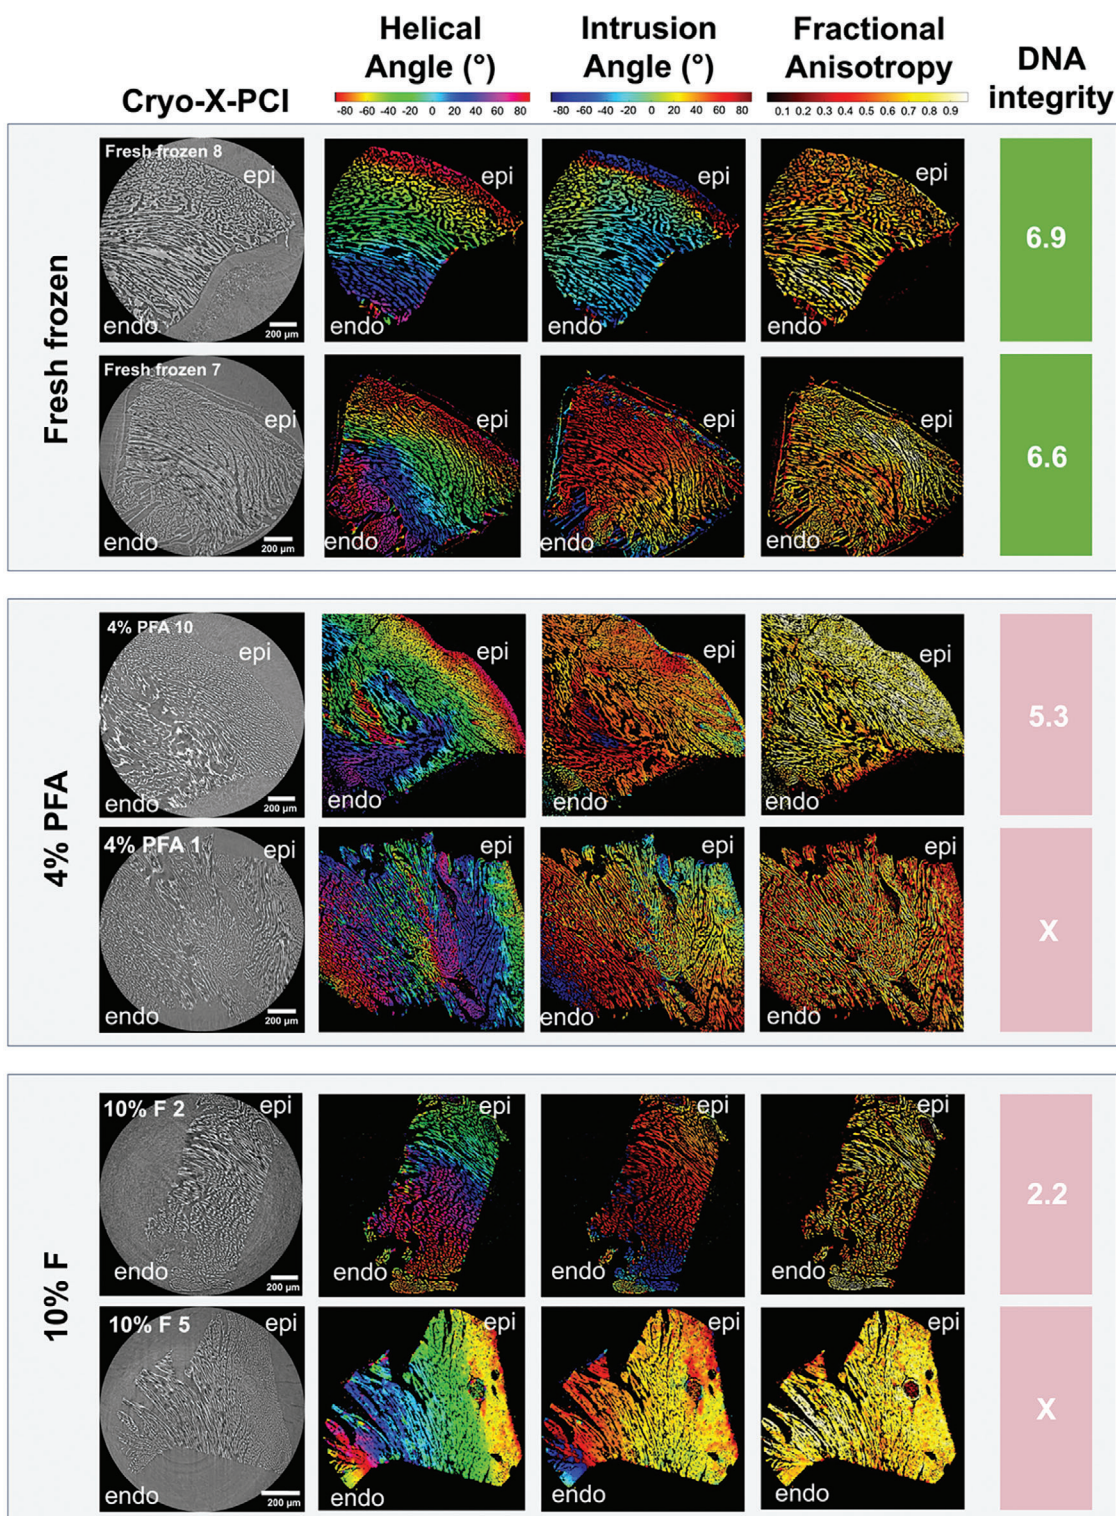 Helical
Angle (°)
Intrusion
Angle (°)
Fractional
Anisotropy
DNA
integrity
Cryo-X-PCI
-80 -60 -40 -20 0 20 40 60 80
-80 -60 -40 -20 0 20 40 60 80
0.1 0.2 0.3 0.4 0.5 0.6 0.7 0.8 0.9
Fresh frozen
Fresh frozen 8
epi
endo
200 µm
epi
endo
epi
endo
epi
endo
6.9
Fresh frozen 7
epi
endo
200 µm
epi
endo
epi
endo
epi
endo
6.6
4% PFA
4% PFA 10
epi
endo
200 µm
epi
endo
epi
endo
epi
endo
5.3
4% PFA 1
epi
endo
200 µm
epi
endo
epi
endo
epi
endo
X
10% F
10% F 2
epi
endo
200 µm
epi
endo
epi
endo
epi
endo
2.2
10% F 5
epi
endo
200 µm
epi
endo
epi
endo
epi
endo
X